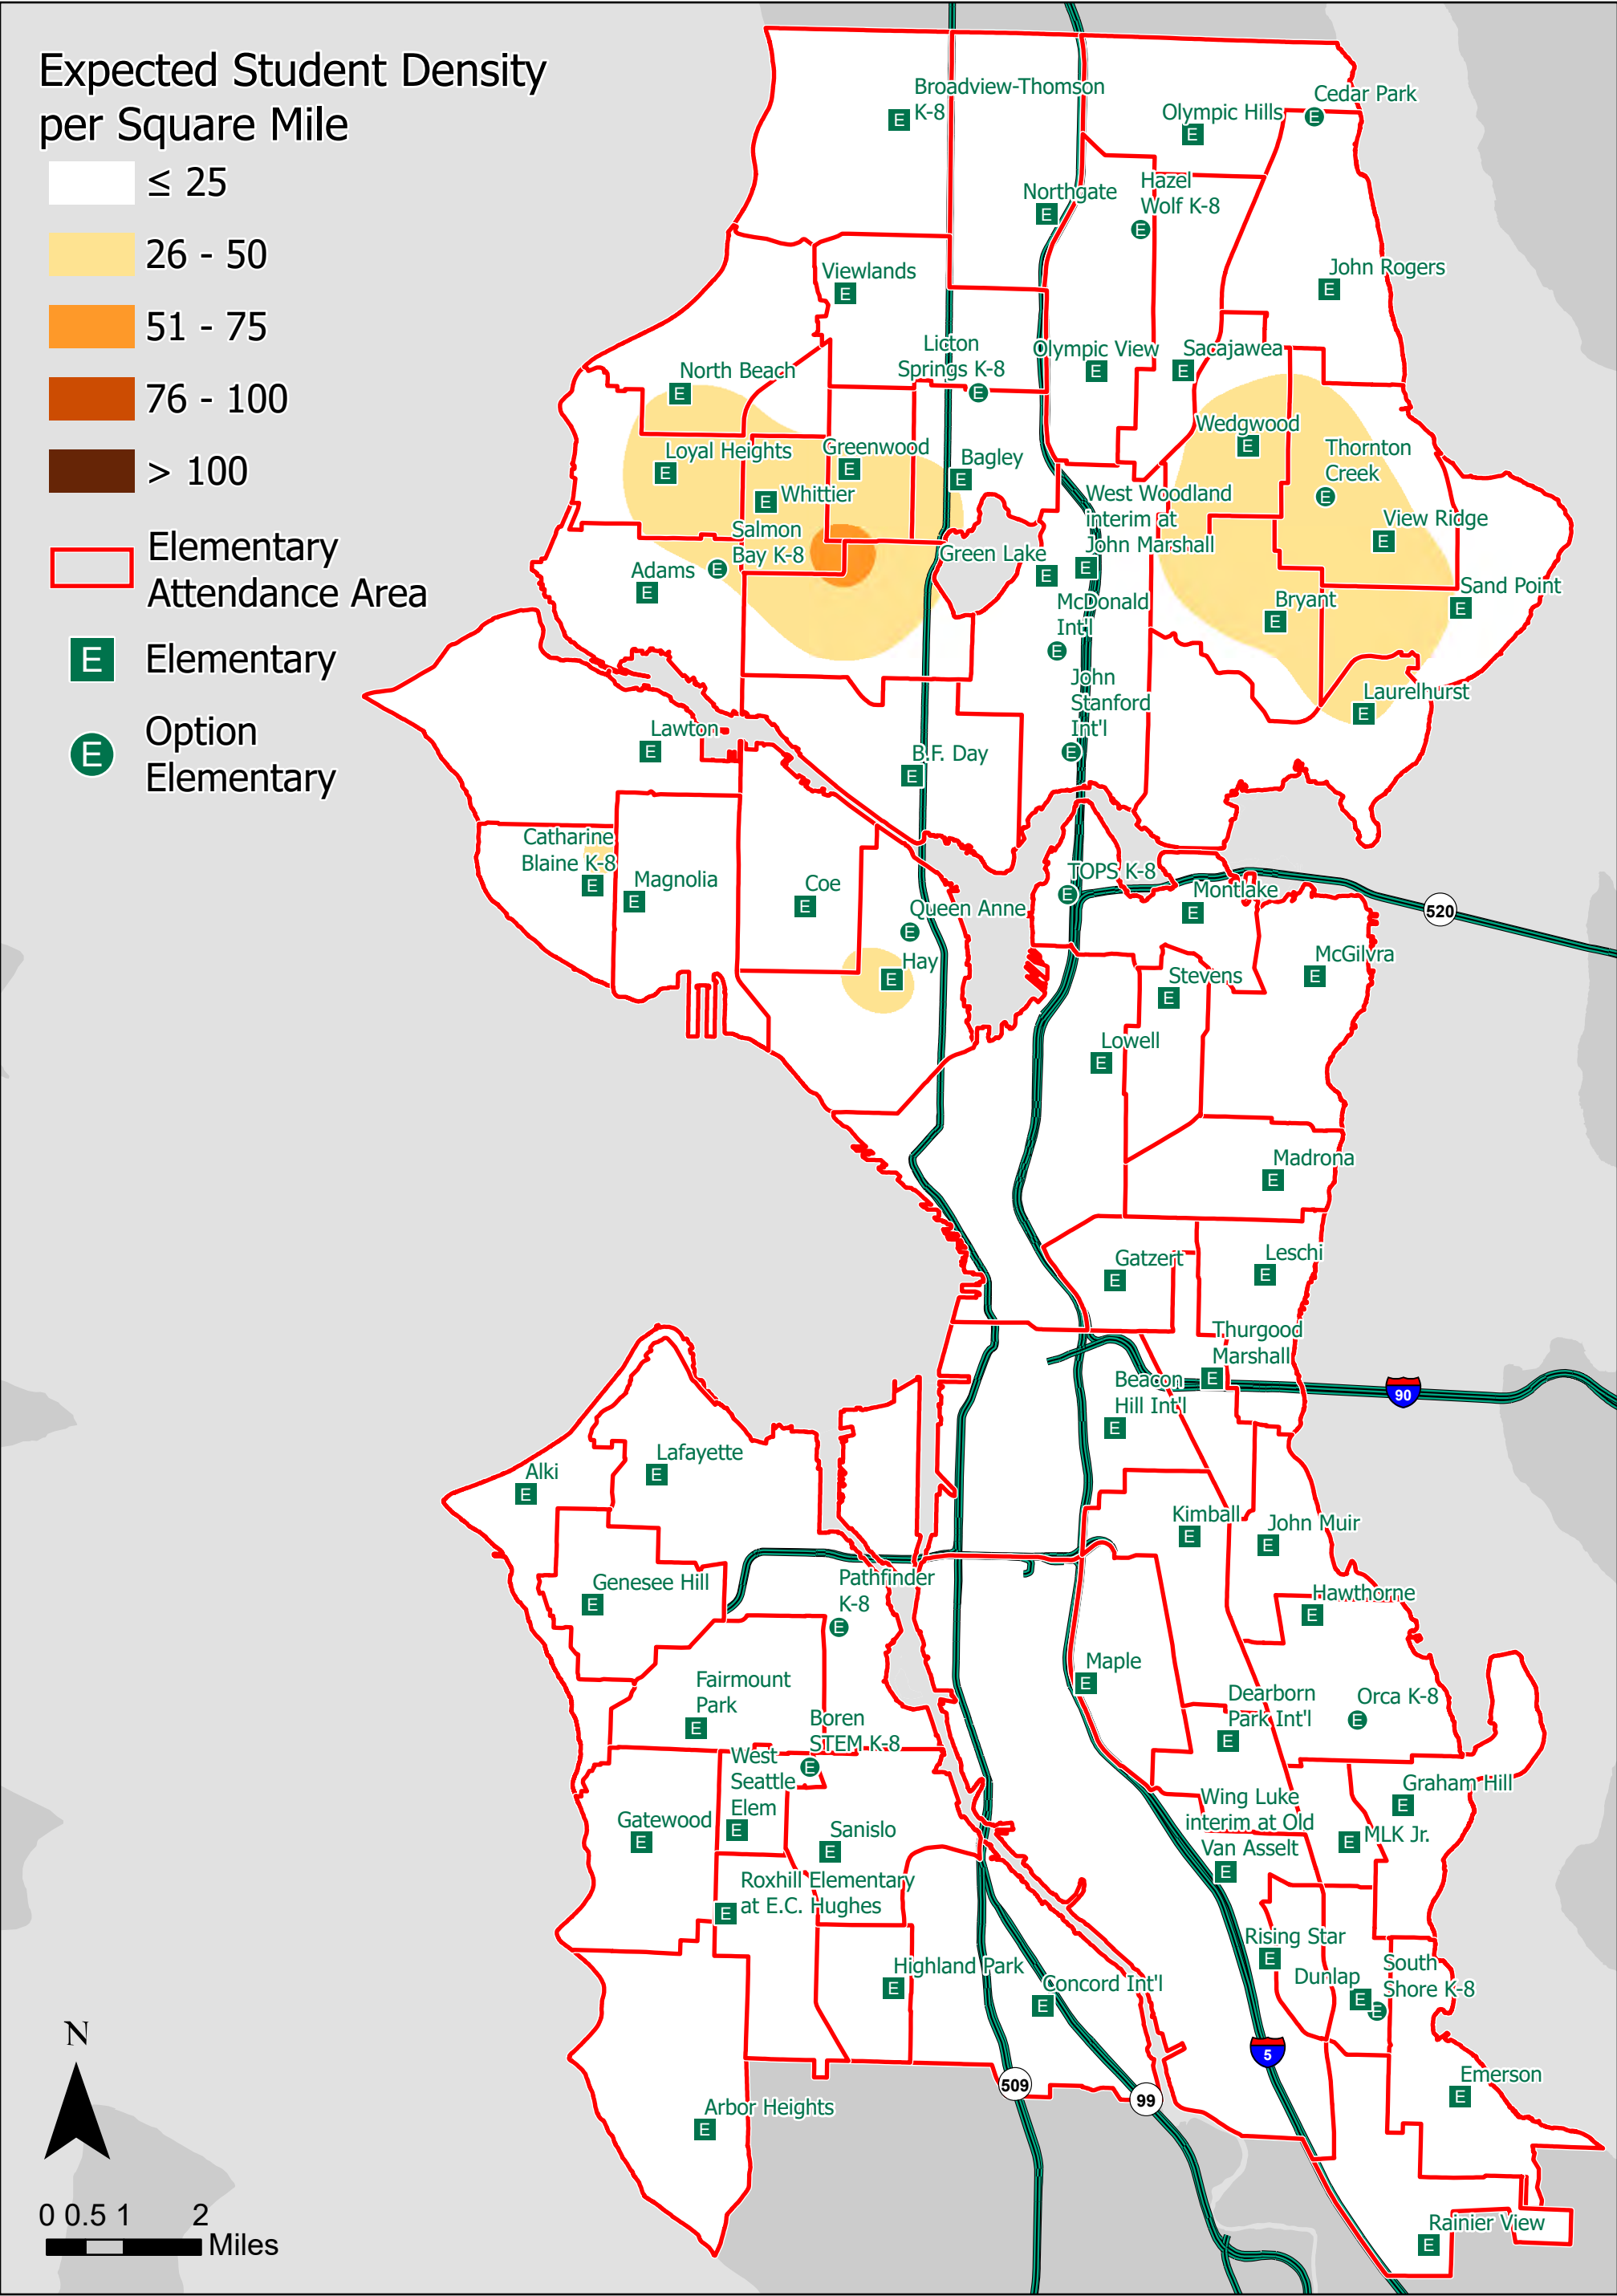 Expected Student Density
per Square Mile
≤ 25
26 - 50
51 - 75
76 - 100
> 100
Elementary
Attendance Area
E
Elementary
E
Option
Elementary
Broadview-Thomson
K-8
E
Olympic Hills
E
Cedar Park
E
Northgate
E
Hazel
Wolf K-8
E
John Rogers
E
Viewlands
E
Licton
Springs K-8
E
Olympic View
E
Sacajawea
E
North Beach
E
Wedgwood
E
Thornton
Creek
E
Loyal Heights
E
Greenwood
E
Bagley
E
Whittier
E
West Woodland
interim at
John Marshall
E
View Ridge
E
Salmon
Bay K-8
E
Adams
E
Green Lake
E
McDonald
Int'l
E
Bryant
E
Sand Point
E
John
Stanford
Int'l
E
Laurelhurst
E
Lawton
E
B.F. Day
E
Catharine
Blaine K-8
E
Magnolia
E
Coe
E
TOPS K-8
E
Montlake
E
520
Queen Anne
E
Hay
E
McGilvra
E
Stevens
E
Lowell
E
Madrona
E
Gatzert
E
Leschi
E
Thurgood
Marshall
E
90
Beacon
Hill Int'l
E
Lafayette
E
Alki
E
Kimball
E
John Muir
E
Genesee Hill
E
Pathfinder
K-8
E
Hawthorne
E
Maple
E
Fairmount
Park
E
Dearborn
Park Int'l
E
Orca K-8
E
Boren
STEM K-8
E
West
Seattle
Elem
E
Gatewood
E
Sanislo
E
Wing Luke
interim at Old
Van Asselt
E
Graham Hill
E
MLK Jr.
E
Roxhill Elementary
at E.C. Hughes
E
Rising Star
E
Highland Park
E
Concord Int'l
E
Dunlap
E
South
Shore K-8
E
5
509
99
Emerson
E
Arbor Heights
E
Rainier View
E
N
0 0.5 1 2
Miles